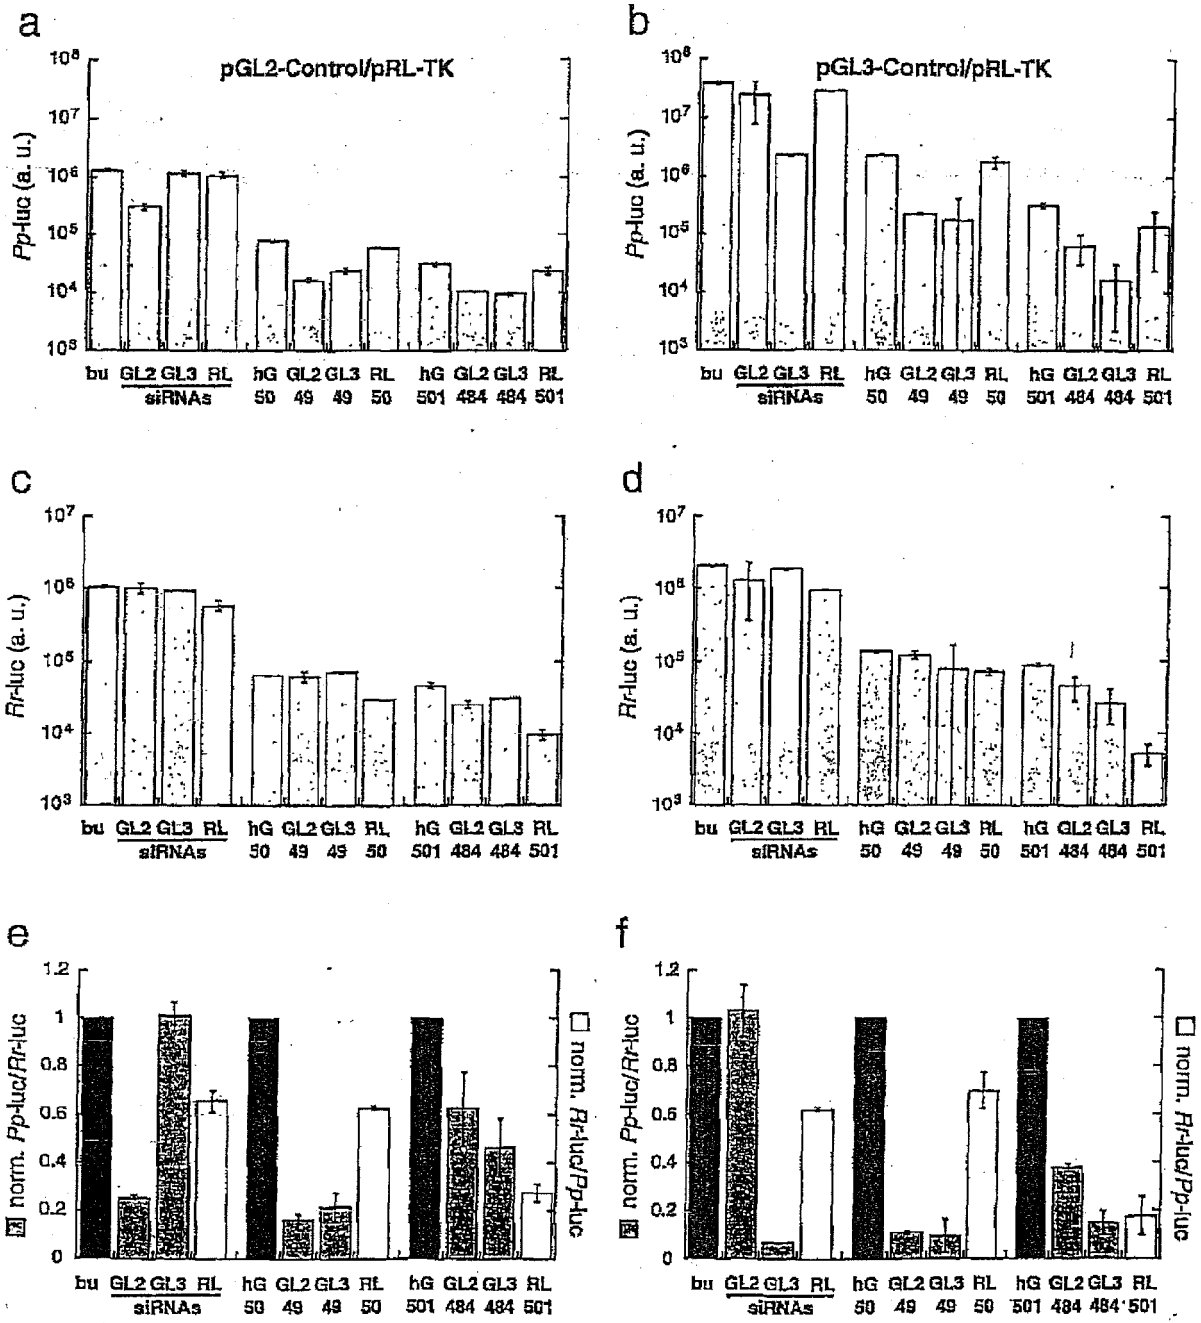 a
b
pGL2-Control/pRL-TK
pGL3-Control/pRL-TK
10⁸
10⁷
10⁶
10⁵
10⁴
10³
Pp-luc (a. u.)
bu GL2 GL3 RL hG GL2 GL3 RL hG GL2 GL3 RL
siRNAs 50 49 49 50 501 484 484 501
10⁸
10⁷
10⁶
10⁵
10⁴
10³
Pp-luc (a. u.)
bu GL2 GL3 RL hG GL2 GL3 RL hG GL2 GL3 RL
siRNAs 50 49 49 50 501 484 484 501
c
d
10⁷
10⁶
10⁵
10⁴
10³
Rr-luc (a. u.)
bu GL2 GL3 RL hG GL2 GL3 RL hG GL2 GL3 RL
siRNAs 50 49 49 50 501 484 484 501
10⁷
10⁶
10⁵
10⁴
10³
Rr-luc (a. u.)
bu GL2 GL3 RL hG GL2 GL3 RL hG GL2 GL3 RL
siRNAs 50 49 49 50 501 484 484 501
e
f
1.2
1
0.8
0.6
0.4
0.2
0
norm. Pp-luc/Rr-luc
norm. Rr-luc/Pp-luc
bu GL2 GL3 RL hG GL2 GL3 RL hG GL2 GL3 RL
siRNAs 50 49 49 50 501 484 484 501
1.2
1
0.8
0.6
0.4
0.2
0
norm. Pp-luc/Rr-luc
norm. Rr-luc/Pp-luc
bu GL2 GL3 RL hG GL2 GL3 RL hG GL2 GL3 RL
siRNAs 50 49 49 50 501 484 484 501